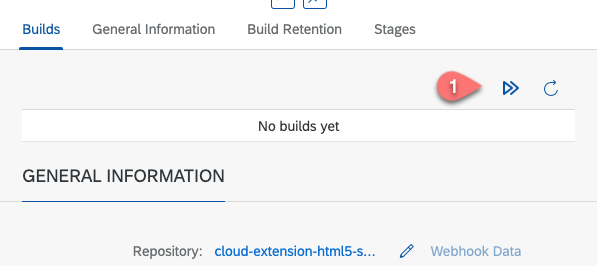 Builds General Information Build Retention Stages
1
No builds yet
GENERAL INFORMATION
Repository: cloud-extension-html5-s... Webhook Data